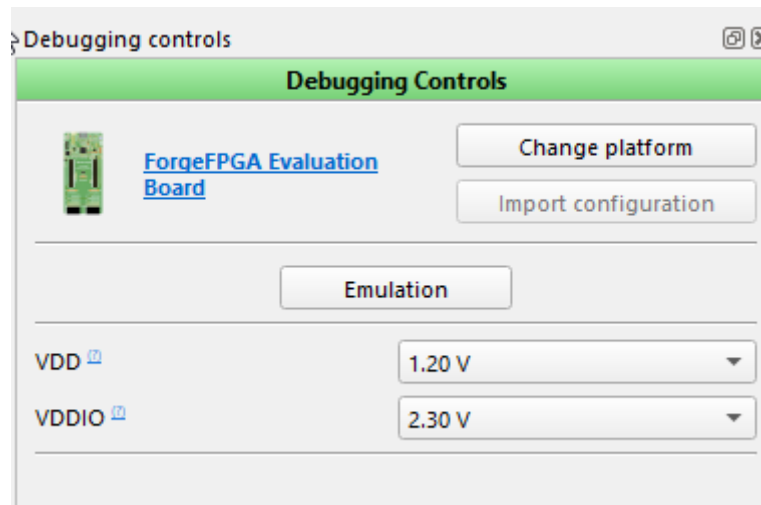 Debugging controls
Debugging Controls
ForgeFPGA Evaluation
Board
Change platform
Import configuration
Emulation
VDD (?)
1.20 V
VDDIO (?)
2.30 V